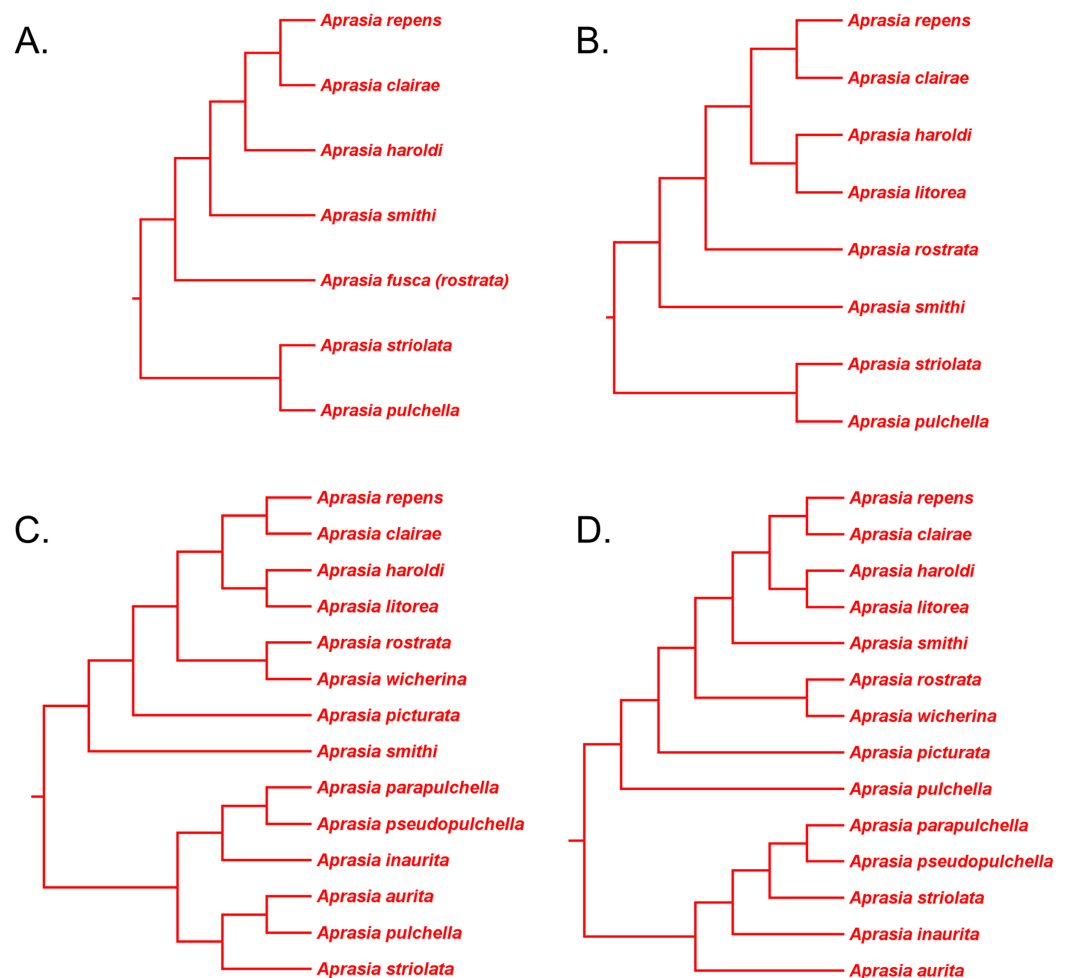 A.
Aprasia repens
Aprasia clairae
Aprasia haroldi
Aprasia smithi
Aprasia fusca (rostrata)
Aprasia striolata
Aprasia pulchella
B.
Aprasia repens
Aprasia clairae
Aprasia haroldi
Aprasia litorea
Aprasia rostrata
Aprasia smithi
Aprasia striolata
Aprasia pulchella
C.
Aprasia repens
Aprasia clairae
Aprasia haroldi
Aprasia litorea
Aprasia rostrata
Aprasia wicherina
Aprasia picturata
Aprasia smithi
Aprasia parapulchella
Aprasia pseudopulchella
Aprasia inaurita
Aprasia aurita
Aprasia pulchella
Aprasia striolata
D.
Aprasia repens
Aprasia clairae
Aprasia haroldi
Aprasia litorea
Aprasia smithi
Aprasia rostrata
Aprasia wicherina
Aprasia picturata
Aprasia pulchella
Aprasia parapulchella
Aprasia pseudopulchella
Aprasia striolata
Aprasia inaurita
Aprasia aurita